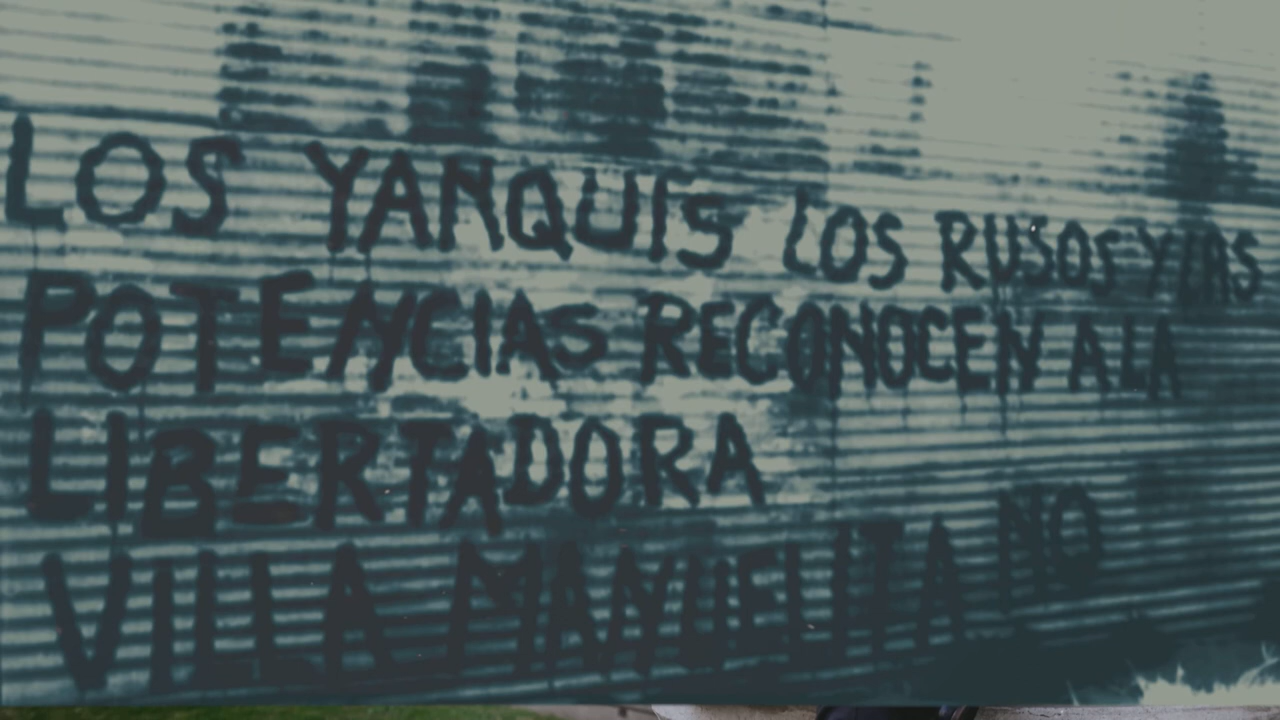 LOS YANQUIS LOS RUSOS Y LAS
POTENCIAS RECONOCEN A LA
LIBERTADORA
VILLA MANUELITA NO